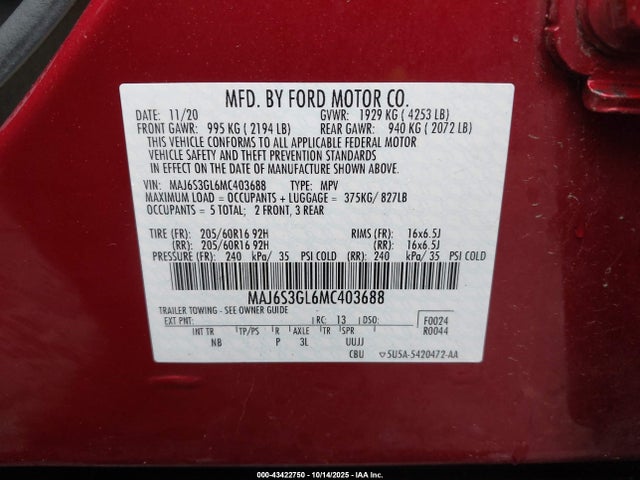 MFD. BY FORD MOTOR CO.
DATE: 11/20 GVWR: 1929 KG ( 4253 LB)
FRONT GAWR: 995 KG ( 2194 LB) REAR GAWR: 940 KG ( 2072 LB)
THIS VEHICLE CONFORMS TO ALL APPLICABLE FEDERAL MOTOR
VEHICLE SAFETY AND THEFT PREVENTION STANDARDS
IN EFFECT ON THE DATE OF MANUFACTURE SHOWN ABOVE.
VIN: MAJ6S3GL6MC403688 TYPE: MPV
MAXIMUM LOAD = OCCUPANTS + LUGGAGE = 375KG/ 827LB
OCCUPANTS = 5 TOTAL; 2 FRONT, 3 REAR
TIRE (FR): 205/60R16 92H RIMS (FR): 16x6.5J
(RR): 205/60R16 92H (RR): 16x6.5J
PRESSURE (FR): 240 kPa/ 35 PSI COLD (RR): 240 kPa/ 35 PSI COLD
MAJ6S3GL6MC403688
TRAILER TOWING - SEE OWNER GUIDE
EXT PNT: RC: 13 DSO: F0024
R0044
INT TR TP/PS R AXLE TR SPR
NB P 3L UUJJ
CBU ▽5U5A-5420472-AA
000-43422750 - 10/14/2025 - IAA Inc.